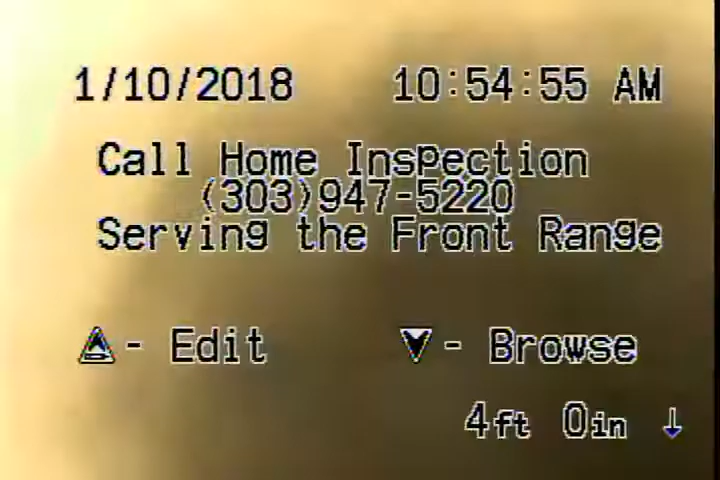 1/10/2018 10:54:55 AM
Call Home Inspection
(303)947-5220
Serving the Front Range
- Edit - Browse
4ft 0in ↓